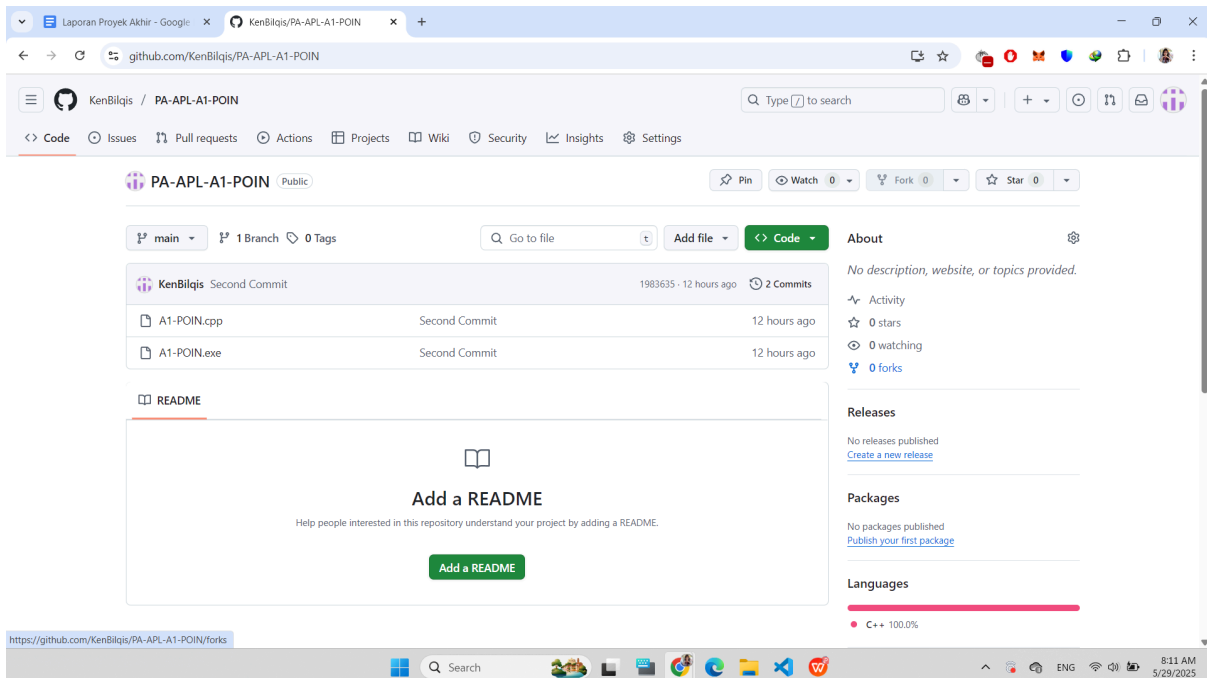 Laporan Proyek Akhir - Google
KenBilqis/PA-APL-A1-POIN
github.com/KenBilqis/PA-APL-A1-POIN
KenBilqis / PA-APL-A1-POIN
Type / to search
Code Issues Pull requests Actions Projects Wiki Security Insights Settings
PA-APL-A1-POIN Public
Pin Watch 0 Fork 0 Star 0
main 1 Branch 0 Tags
Go to file t
Add file
Code
About
No description, website, or topics provided.
KenBilqis Second Commit 1983635 · 12 hours ago 2 Commits
Activity
A1-POIN.cpp Second Commit 12 hours ago
0 stars
0 watching
A1-POIN.exe Second Commit 12 hours ago
0 forks
README
Releases
No releases published
Create a new release
Add a README
Help people interested in this repository understand your project by adding a README.
Packages
No packages published
Publish your first package
Add a README
Languages
C++ 100.0%
https://github.com/KenBilqis/PA-APL-A1-POIN/forks
Search
ENG
8:11 AM
5/29/2025